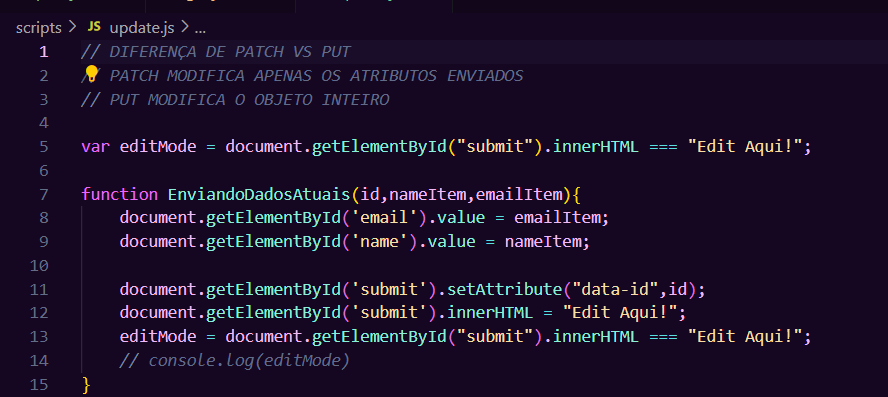 scripts > JS update.js > ...
1 // DIFERENÇA DE PATCH VS PUT
2 // PATCH MODIFICA APENAS OS ATRIBUTOS ENVIADOS
3 // PUT MODIFICA O OBJETO INTEIRO
4
5 var editMode = document.getElementById("submit").innerHTML === "Edit Aqui!";
6
7 function EnviandoDadosAtuais(id,nameItem,emailItem){
8 document.getElementById('email').value = emailItem;
9 document.getElementById('name').value = nameItem;
10
11 document.getElementById('submit').setAttribute("data-id",id);
12 document.getElementById('submit').innerHTML = "Edit Aqui!";
13 editMode = document.getElementById("submit").innerHTML === "Edit Aqui!";
14 // console.log(editMode)
15 }